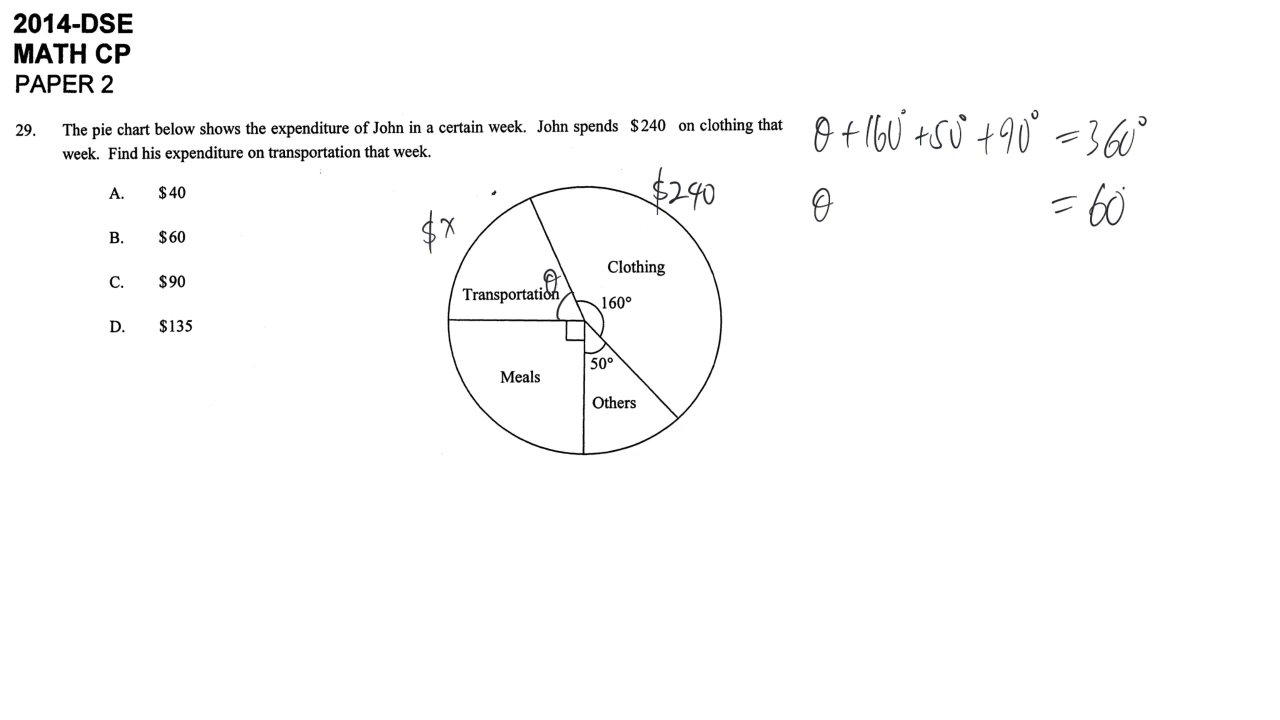 2014-DSE
MATH CP
PAPER 2
29. The pie chart below shows the expenditure of John in a certain week. John spends $240 on clothing that
week. Find his expenditure on transportation that week.
A. $40
B. $60
C. $90
D. $135
$x
$240
Clothing
θ
Transportation
160°
50°
Meals
Others
θ + 160° + 50° + 90° = 360°
θ = 60°